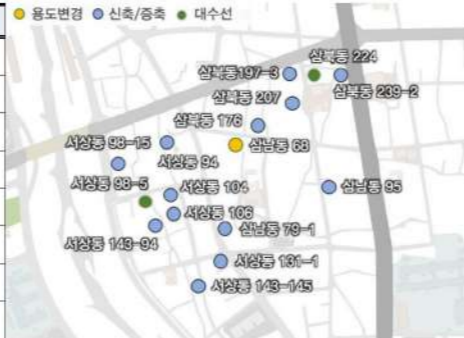 용도변경 신축/증축 대수선
삼북동 224
삼북동197-3
삼북동 239-2
삼북동 207
삼북동 176
서상동 98-15
삼남동 68
서상동 94
서상동 98-5
서상동 104
삼남동 95
서상동 106
삼남동 79-1
서상동 143-94
서상동 131-1
서상동 143-145